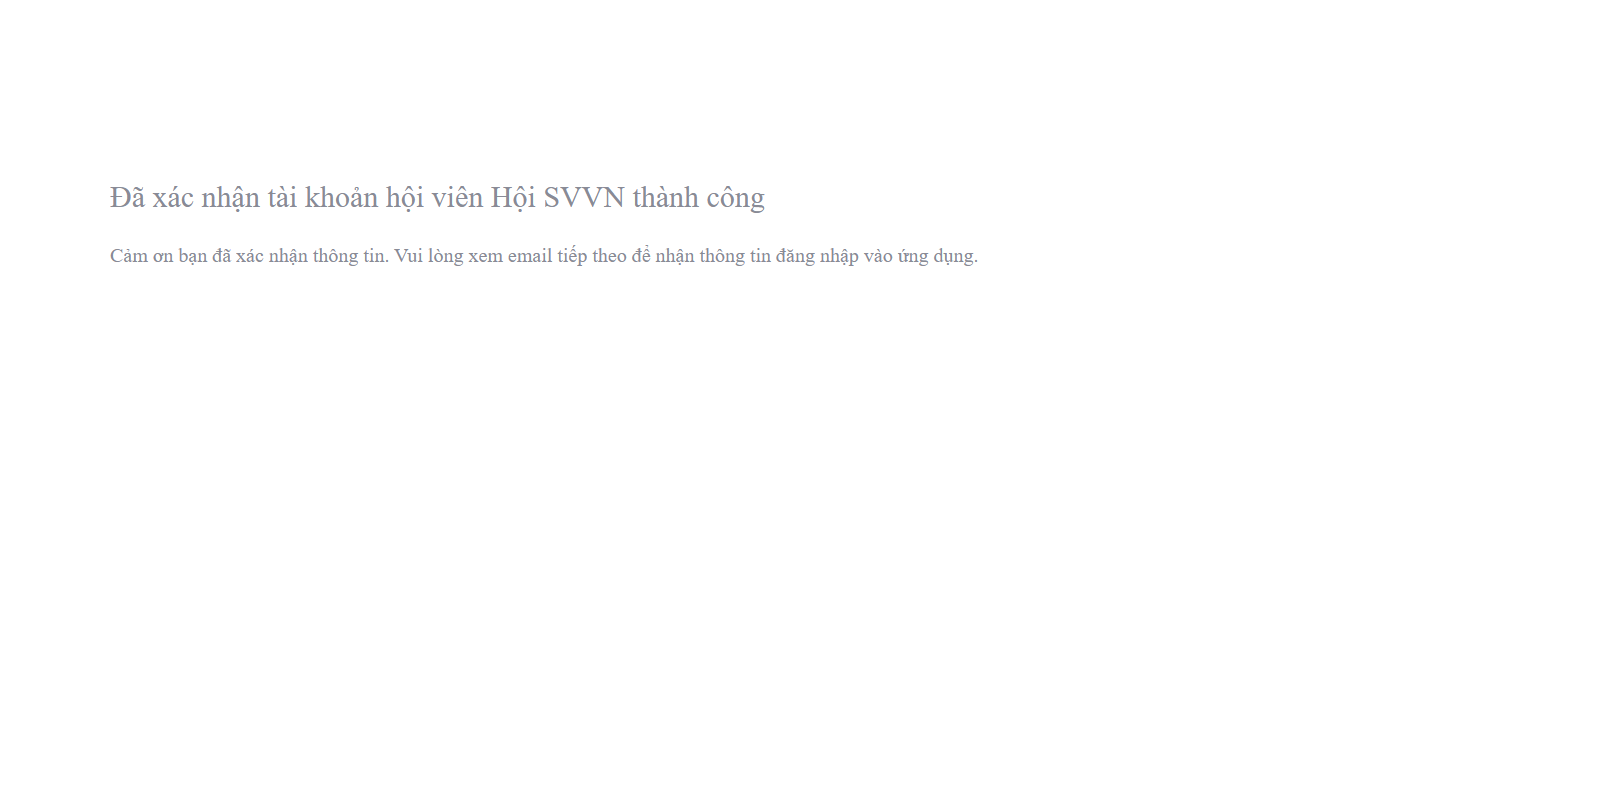 Đã xác nhận tài khoản hội viên Hội SVVN thành công
Cảm ơn bạn đã xác nhận thông tin. Vui lòng xem email tiếp theo để nhận thông tin đăng nhập vào ứng dụng.